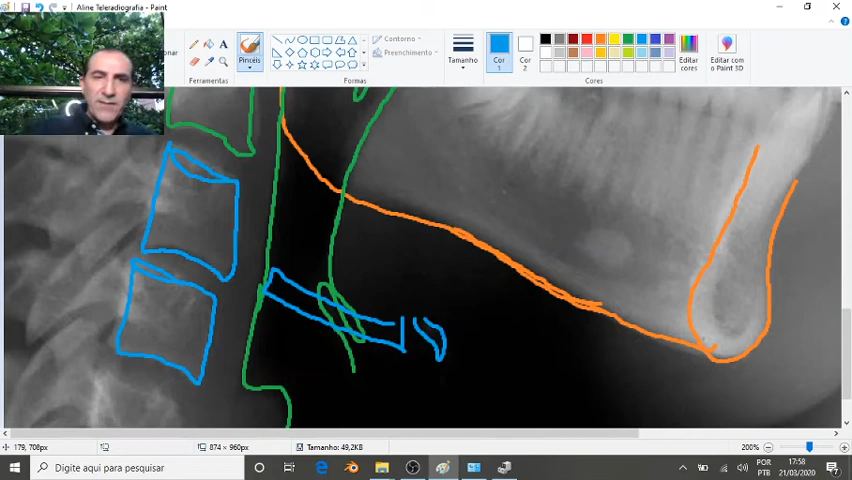 Aline Teleradiografia - Paint
Pincéis
Ferramentas
Contorno
Preenchimento
Formas
Tamanho
Cor 1
Cor 2
Cores
Editar cores
Editar com o Paint 3D
179, 708px
874 × 960px
Tamanho: 49,2KB
200%
Digite aqui para pesquisar
POR
PTB
17:58
21/03/2020